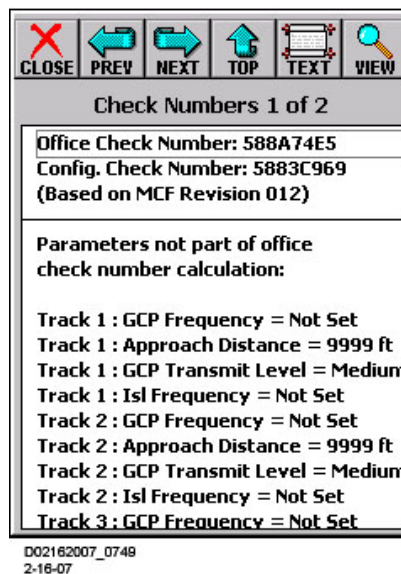 CLOSE PREV NEXT TOP TEXT VIEW
Check Numbers 1 of 2
Office Check Number: 588A74E5
Config. Check Number: 5883C969
(Based on MCF Revision 012)
Parameters not part of office
check number calculation:
Track 1 : GCP Frequency = Not Set
Track 1 : Approach Distance = 9999 ft
Track 1 : GCP Transmit Level = Medium
Track 1 : Isl Frequency = Not Set
Track 2 : GCP Frequency = Not Set
Track 2 : Approach Distance = 9999 ft
Track 2 : GCP Transmit Level = Medium
Track 2 : Isl Frequency = Not Set
Track 3 : GCP Frequency = Not Set
D02162007_0749
2-16-07